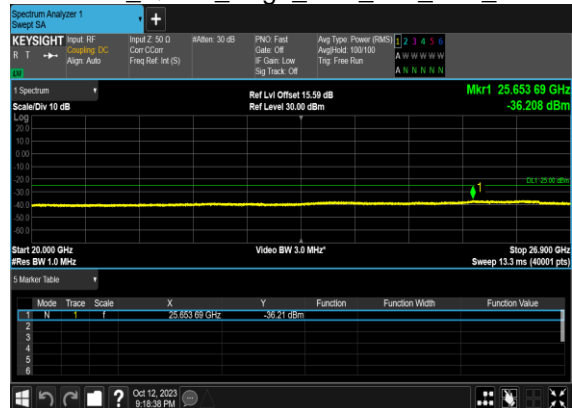 Spectrum Analyzer 1
Swept SA
+
KEYSIGHT Input: RF Input Z: 50 Ω #Atten: 30 dB PNO: Fast Avg Type: Power (RMS) 1 2 3 4 5 6
R T Coupling: DC Corr CCorr Gate: Off Avg|Hold: 100/100 A W W W W W
Align: Auto Freq Ref: Int (S) IF Gain: Low Trig: Free Run
Sig Track: Off A N N N N N
1 Spectrum Ref Lvl Offset 15.59 dB Mkr1 25.653 69 GHz
Scale/Div 10 dB Ref Level 30.00 dBm -36.208 dBm
Log
20.0
10.0
0.00
-10.0
-20.0
DL1 -25.00 dBm
1
-30.0
-40.0
-50.0
-60.0
Start 20.000 GHz Video BW 3.0 MHz* Stop 26.900 GHz
#Res BW 1.0 MHz Sweep 13.3 ms (40001 pts)
5 Marker Table
Mode Trace Scale X Y Function Function Width Function Value
1 N 1 f 25.653 69 GHz -36.21 dBm
2
3
4
5
6
? Oct 12, 2023
9:18:38 PM